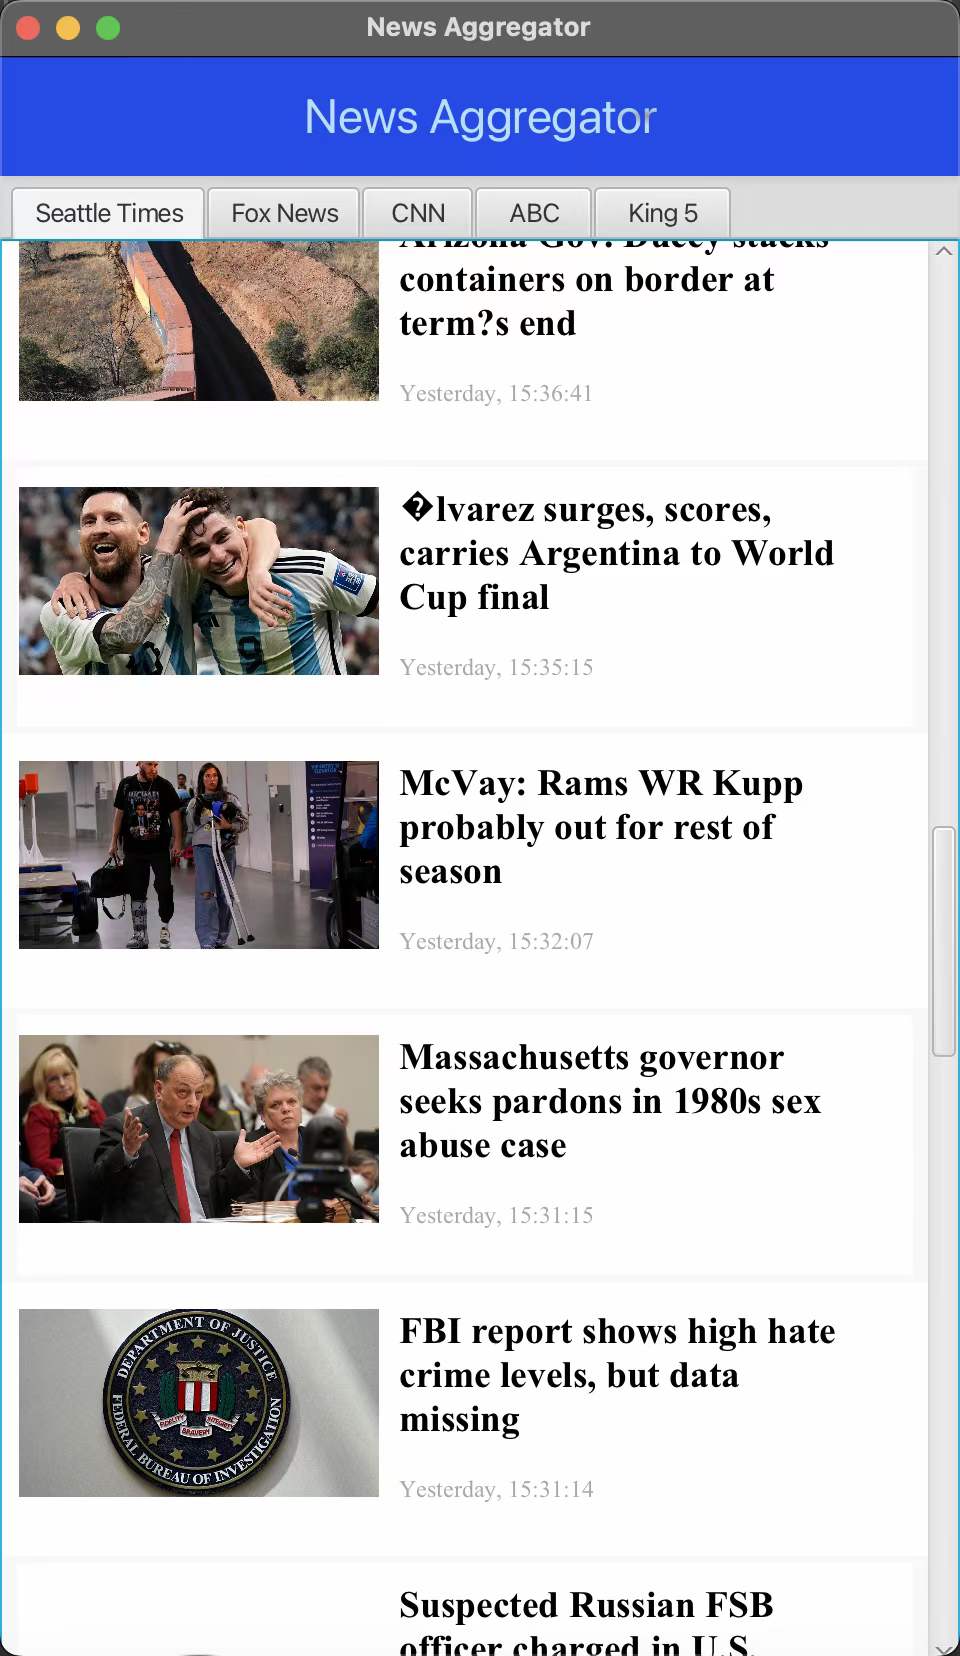 News Aggregator
News Aggregator
Seattle Times
Fox News
CNN
ABC
King 5
Arizona Gov. Ducey stacks
containers on border at
term?s end
Yesterday, 15:36:41
�lvarez surges, scores,
carries Argentina to World
Cup final
Yesterday, 15:35:15
McVay: Rams WR Kupp
probably out for rest of
season
Yesterday, 15:32:07
Massachusetts governor
seeks pardons in 1980s sex
abuse case
Yesterday, 15:31:15
DEPARTMENT OF JUSTICE
FIDELITY
BRAVERY
INTEGRITY
FEDERAL BUREAU OF INVESTIGATION
FBI report shows high hate
crime levels, but data
missing
Yesterday, 15:31:14
Suspected Russian FSB
officer charged in U.S.